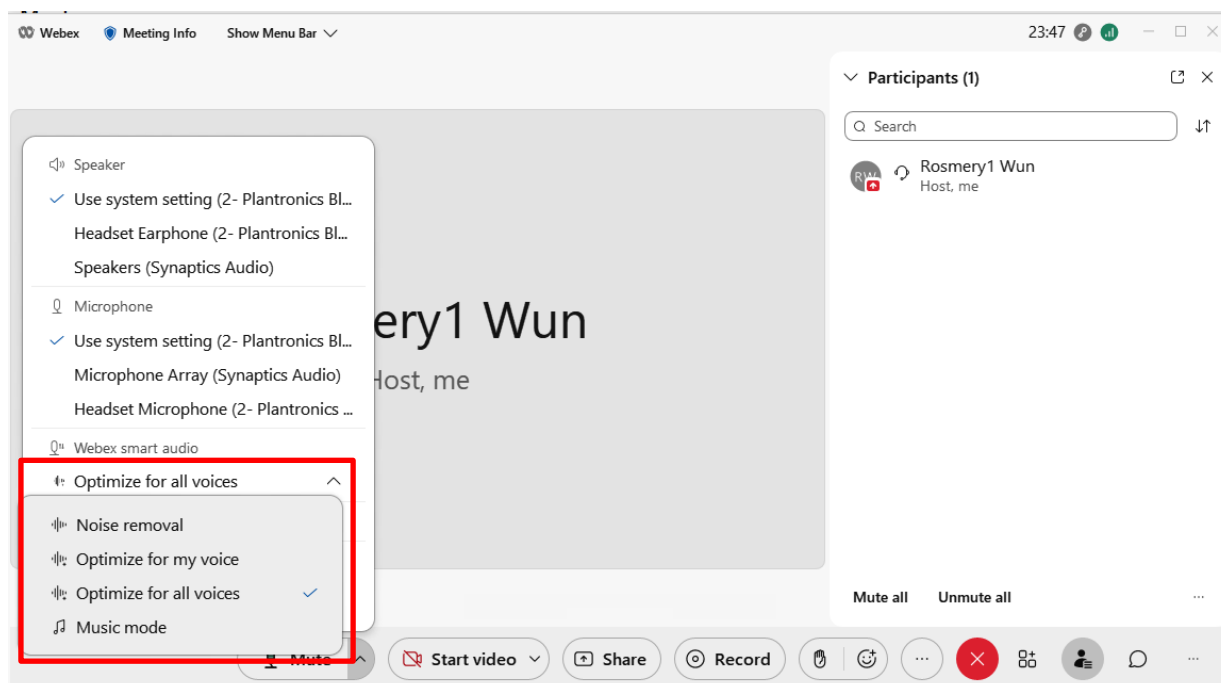 Webex Meeting Info Show Menu Bar 23:47
Participants (1)
Search
RW Rosmery1 Wun
Host, me
Speaker
Use system setting (2- Plantronics Bl...
Headset Earphone (2- Plantronics Bl...
Speakers (Synaptics Audio)
Microphone
Use system setting (2- Plantronics Bl...
Microphone Array (Synaptics Audio)
Headset Microphone (2- Plantronics ...
Webex smart audio
Optimize for all voices
Noise removal
Optimize for my voice
Optimize for all voices
Music mode
ery1 Wun
Host, me
Mute all Unmute all ...
Mute Start video Share Record ... ...